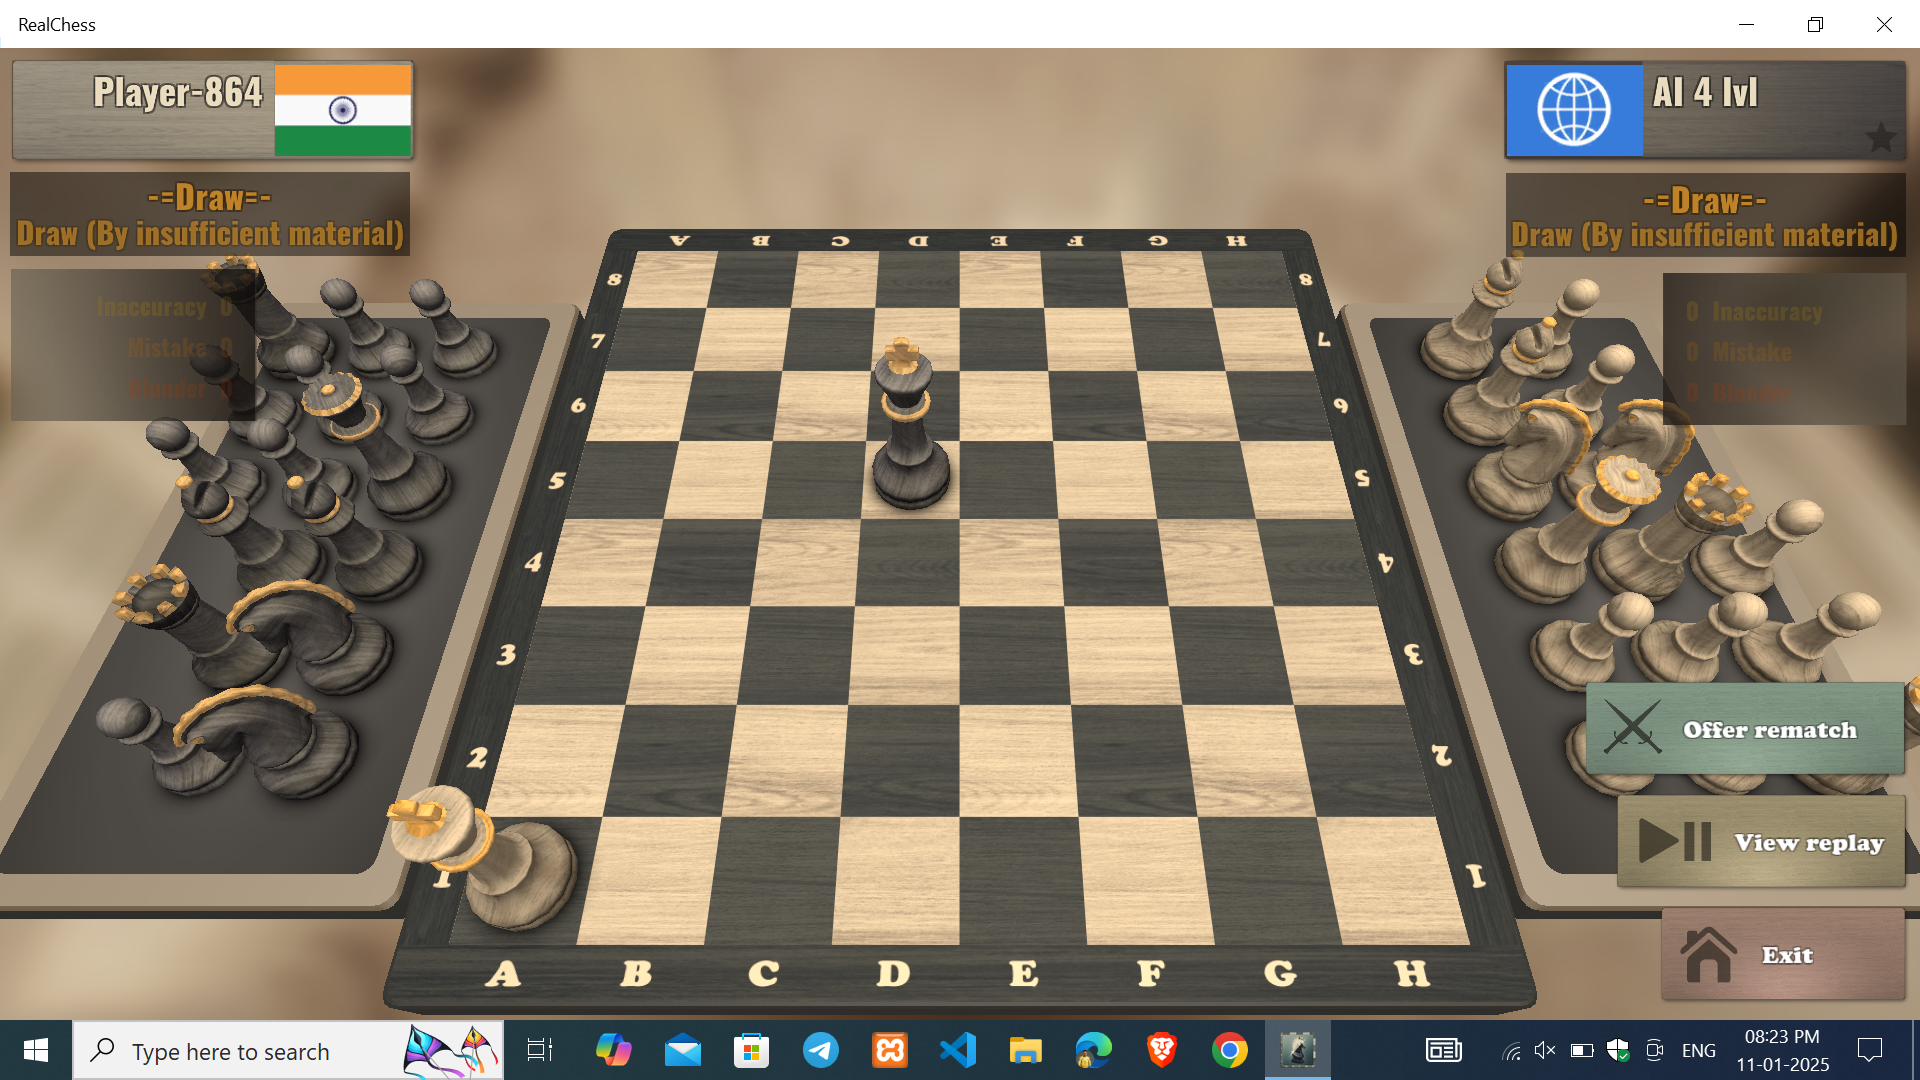 RealChess
Player-864
AI 4 lvl
-=Draw=-
Draw (By insufficient material)
-=Draw=-
Draw (By insufficient material)
Inaccuracy 0
Mistake 0
Blunder 0
0 Inaccuracy
0 Mistake
0 Blunder
A B C D E F G H
8 8
7 7
6 6
5 5
4 4
3 3
2 2
1 1
A B C D E F G H
Offer rematch
View replay
Exit
Type here to search
ENG
08:23 PM
11-01-2025